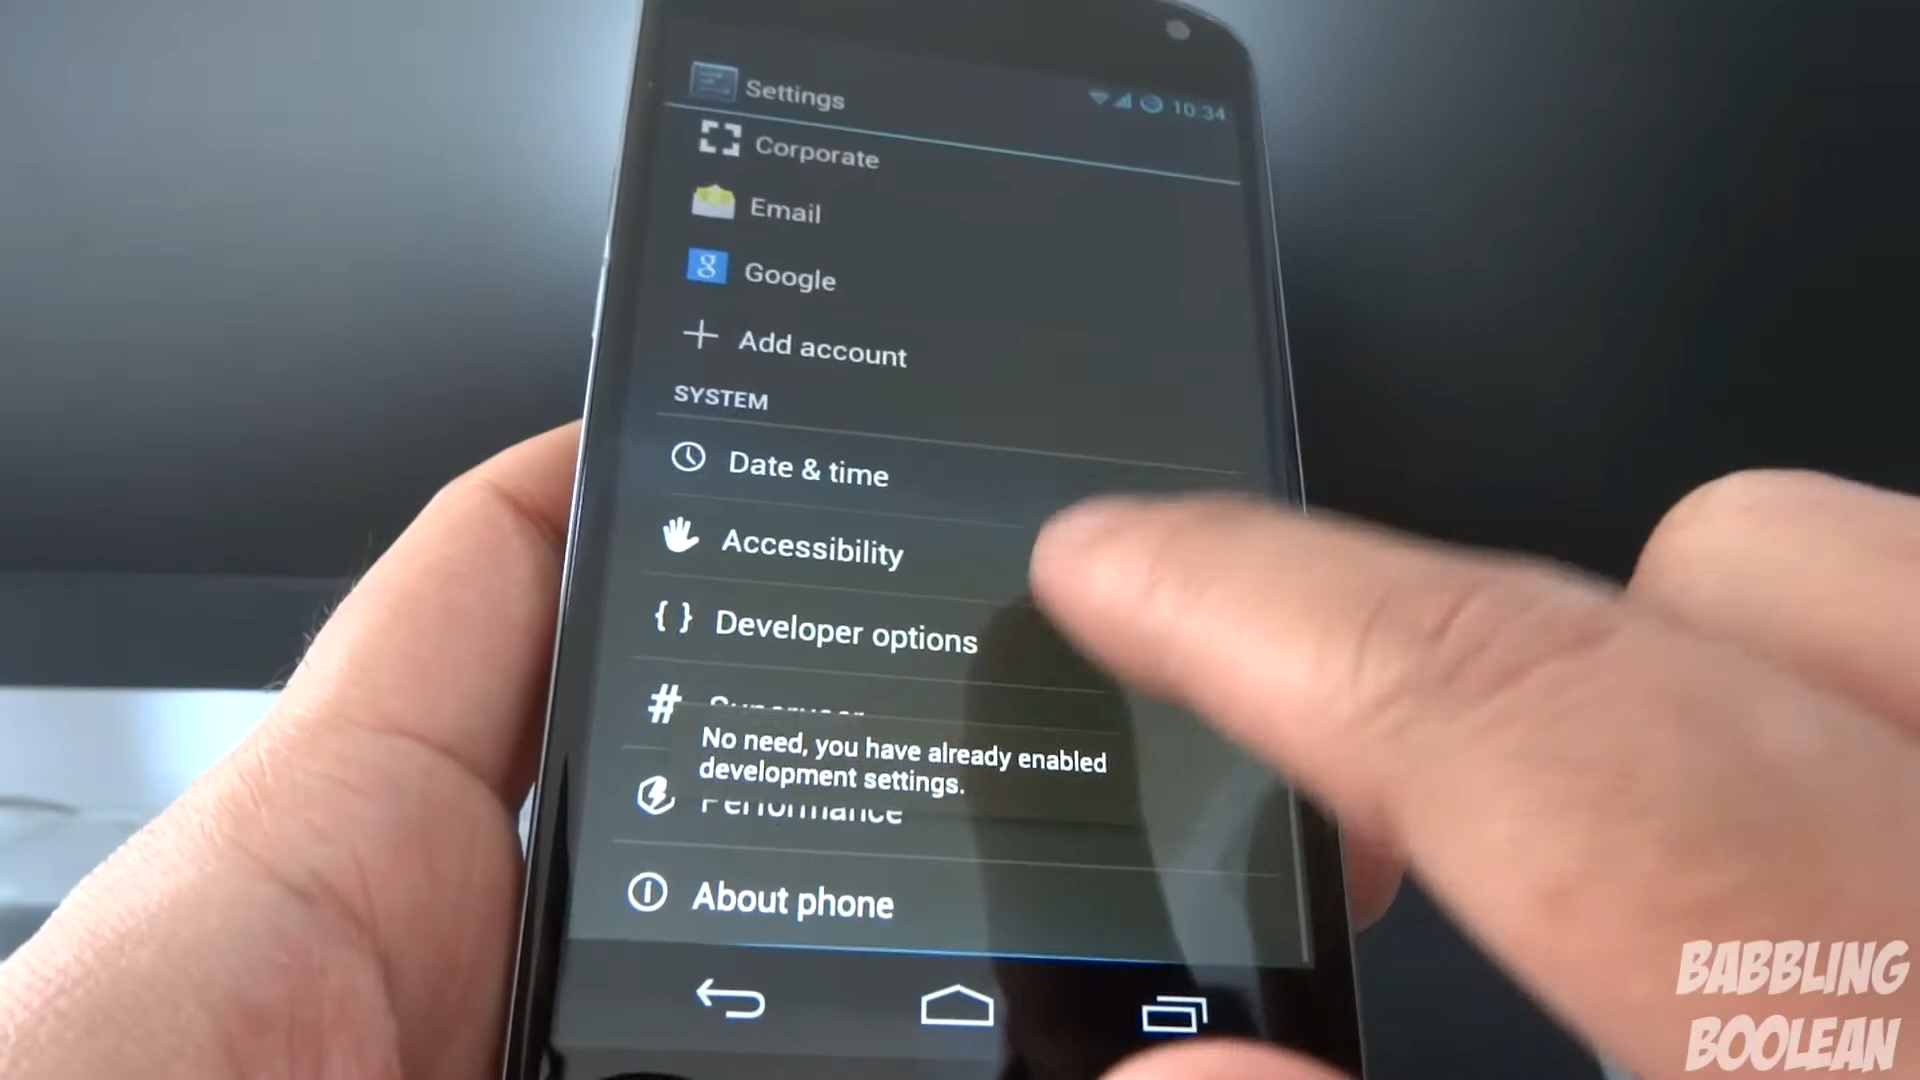 Settings
10:34
Corporate
Email
g
Google
Add account
SYSTEM
Date & time
Accessibility
{ } Developer options
#
No need, you have already enabled
development settings.
Performance
About phone
BABBLING
BOOLEAN